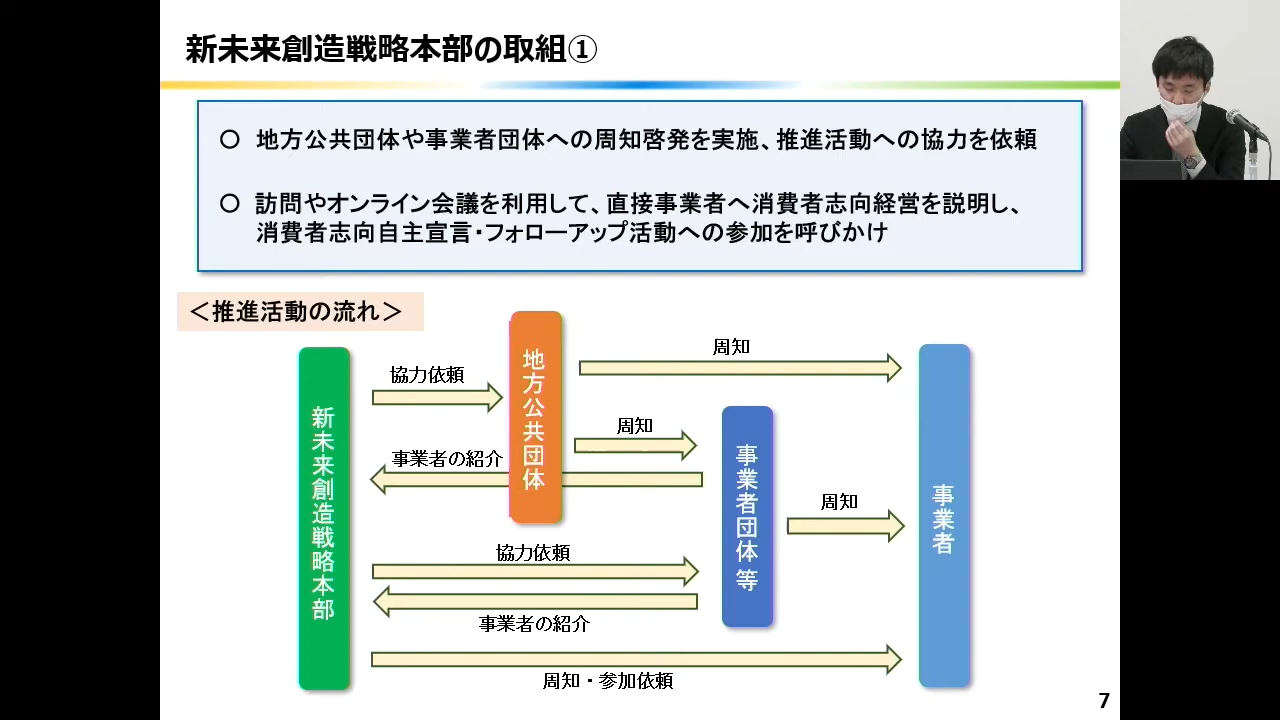 新未来創造戦略本部の取組①
〇 地方公共団体や事業者団体への周知啓発を実施、推進活動への協力を依頼
〇 訪問やオンライン会議を利用して、直接事業者へ消費者志向経営を説明し、
消費者志向自主宣言・フォローアップ活動への参加を呼びかけ
＜推進活動の流れ＞
新未来創造戦略本部
協力依頼
地方公共団体
周知
周知
事業者の紹介
事業者団体等
周知
事業者
協力依頼
事業者の紹介
周知・参加依頼
7